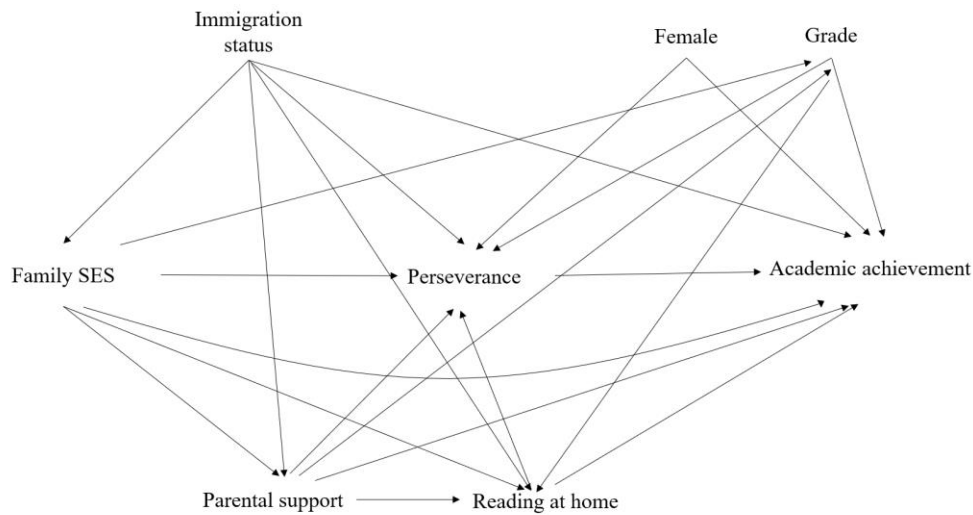 Immigration
status
Female
Grade
Family SES
Perseverance
Academic achievement
Parental support
Reading at home